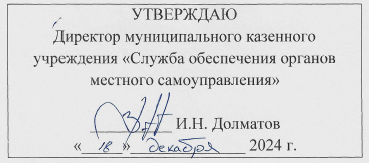 УТВЕРЖДАЮ
Директор муниципального казенного
учреждения «Служба обеспечения органов
местного самоуправления»
И.Н. Долматов
«18» декабря 2024 г.